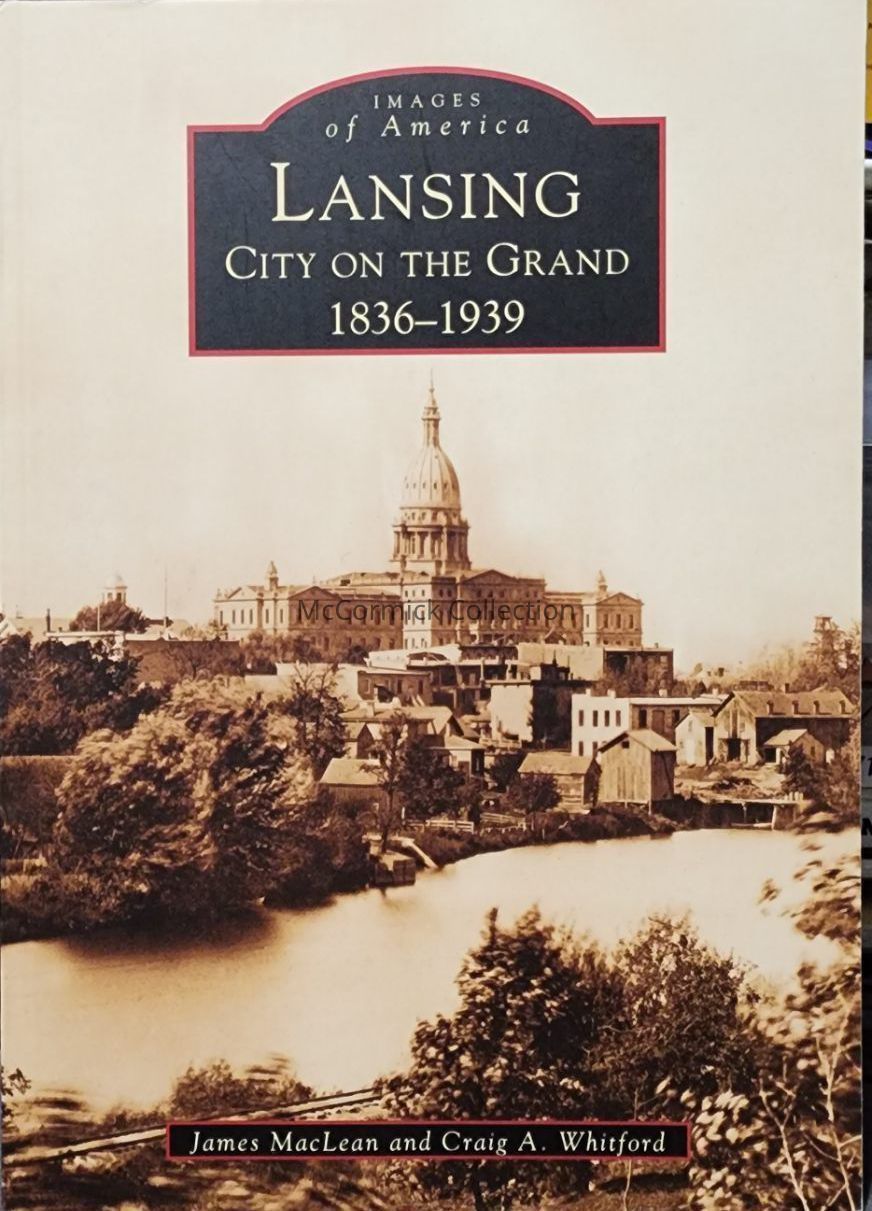 IMAGES
of America
LANSING
CITY ON THE GRAND
1836–1939
McCormick Collection
James MacLean and Craig A. Whitford